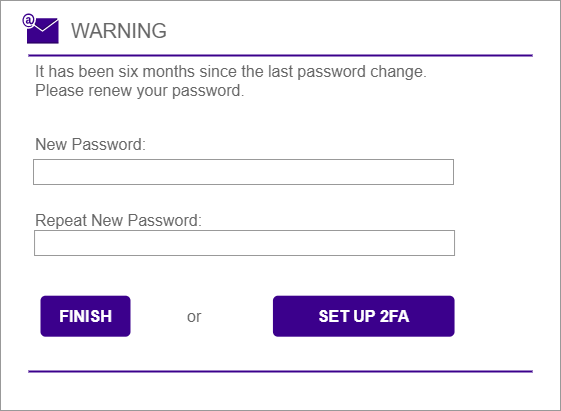 @
WARNING
It has been six months since the last password change.
Please renew your password.
New Password:
Repeat New Password:
FINISH or SET UP 2FA